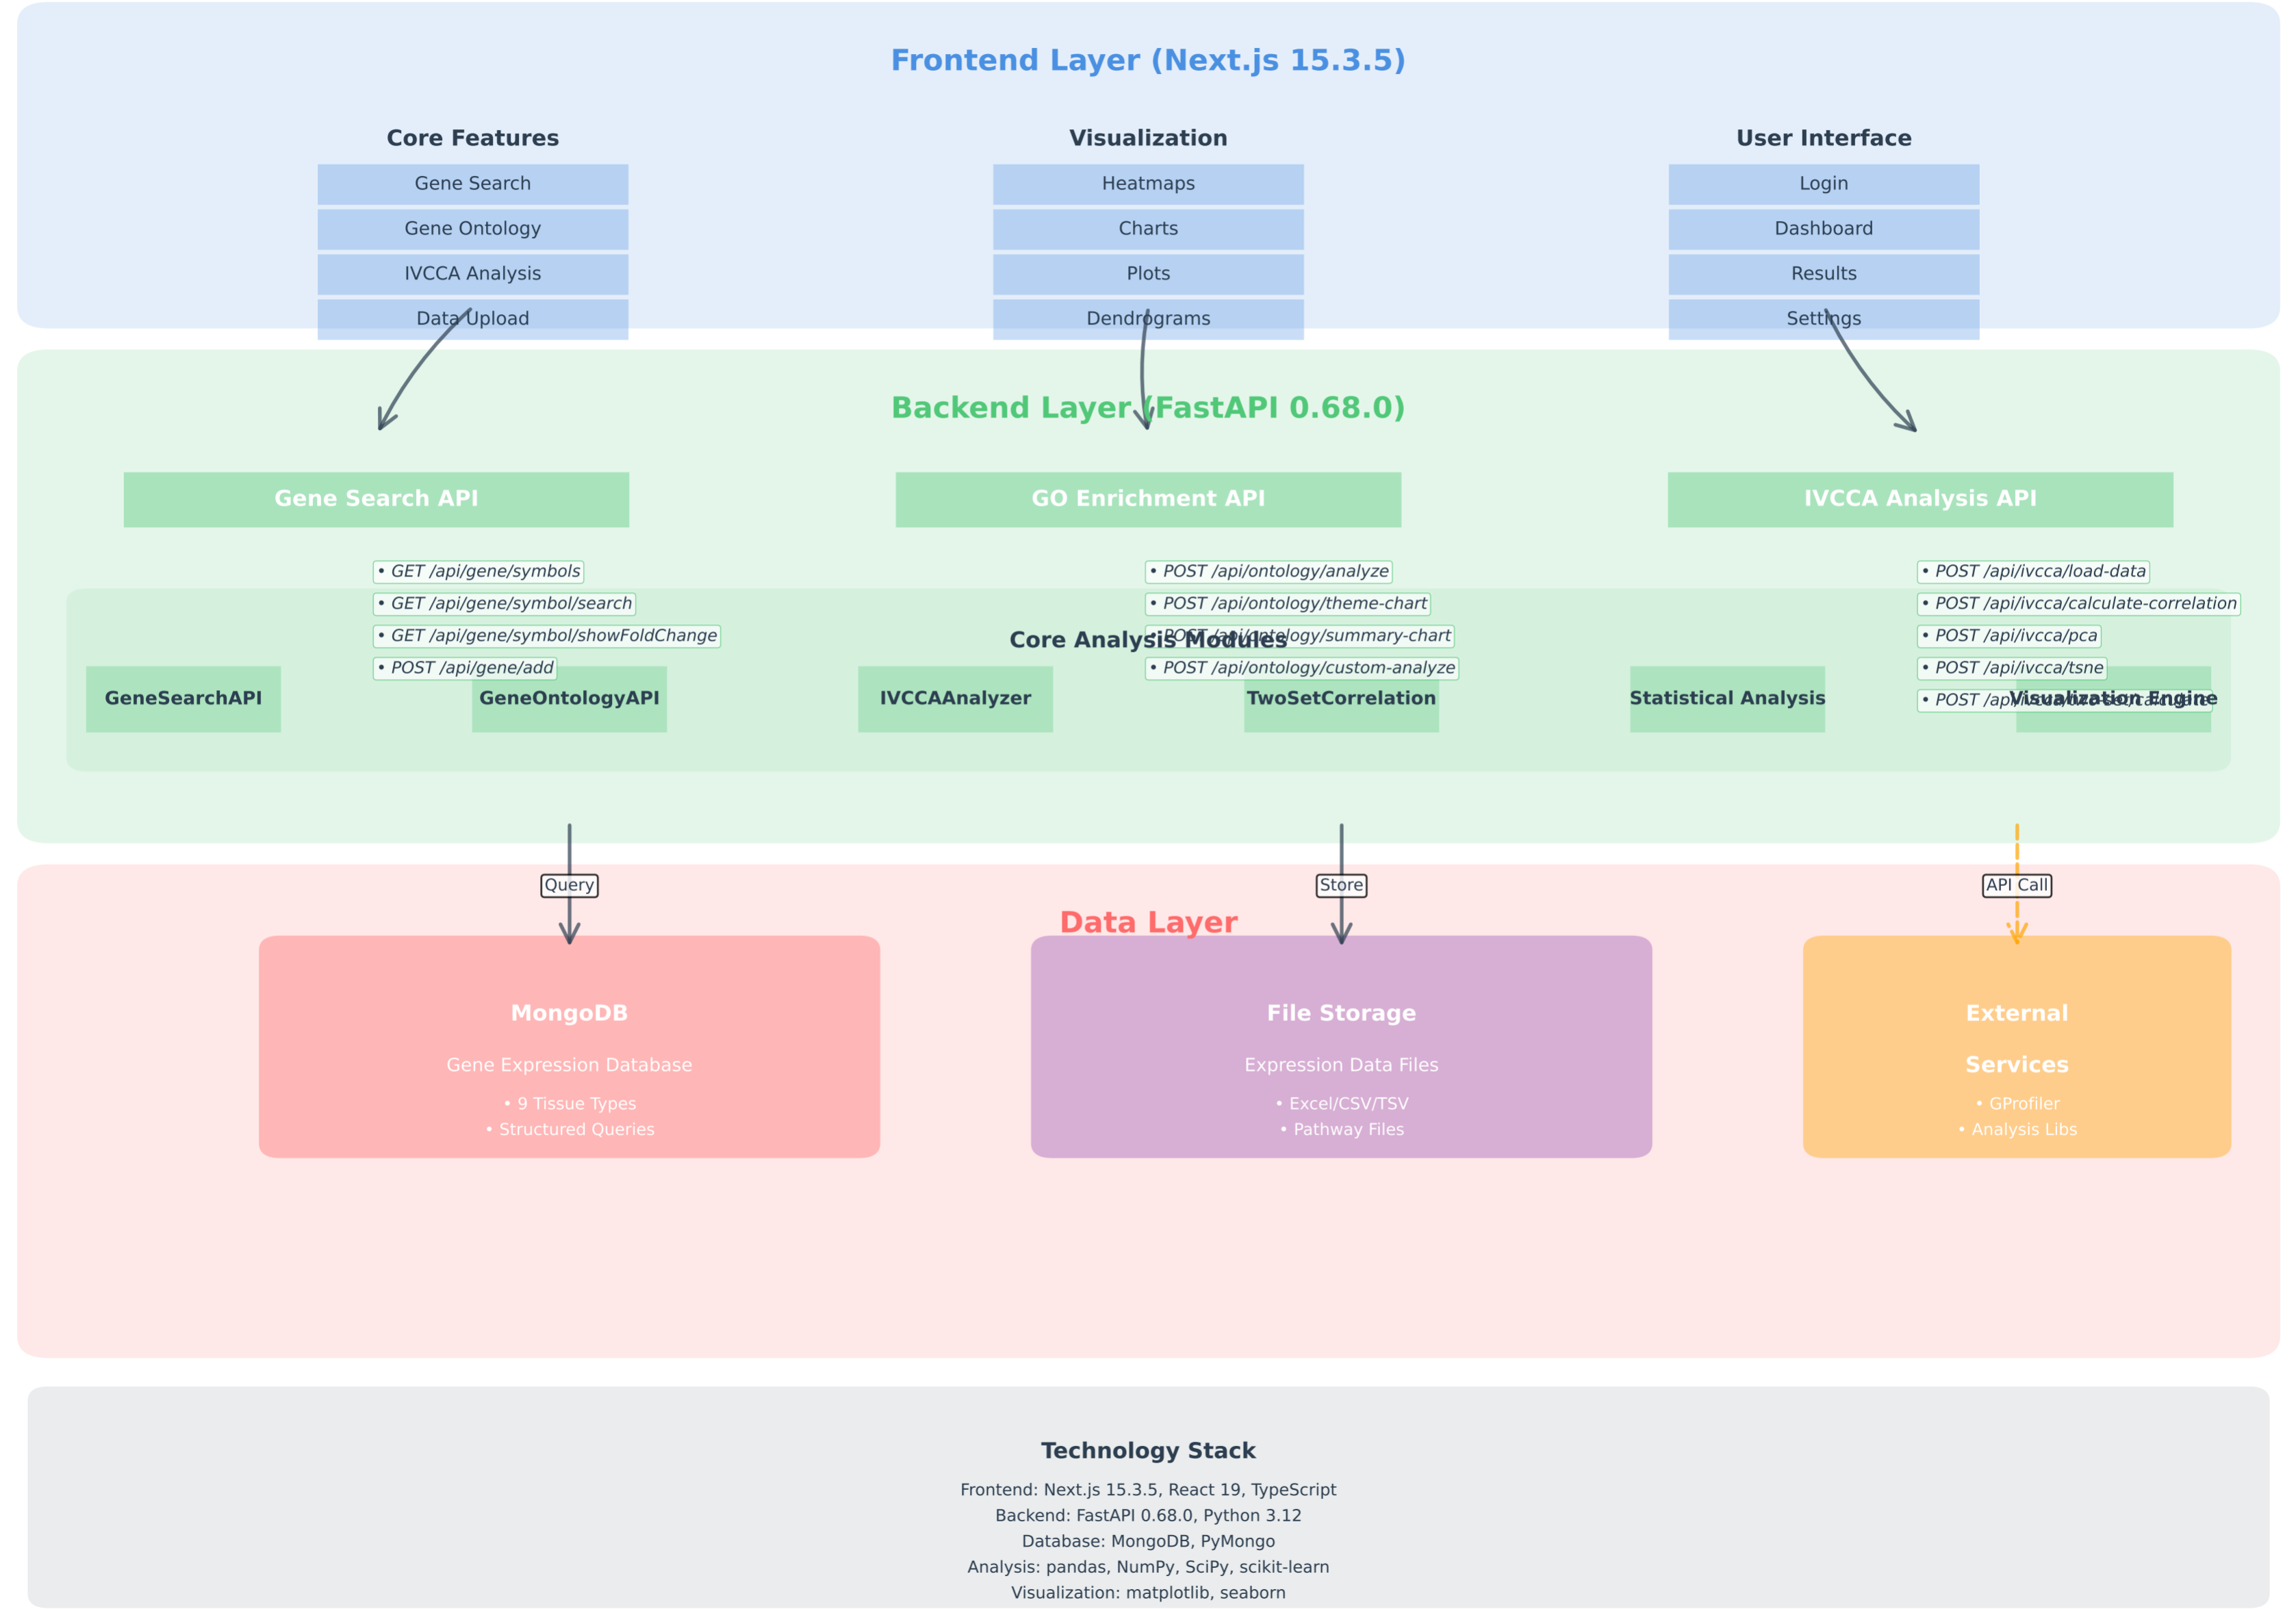 Frontend Layer (Next.js 15.3.5)
Core Features
Gene Search
Gene Ontology
IVCCA Analysis
Data Upload
Visualization
Heatmaps
Charts
Plots
Dendrograms
User Interface
Login
Dashboard
Results
Settings
Backend Layer (FastAPI 0.68.0)
Gene Search API
• GET /api/gene/symbols
• GET /api/gene/symbol/search
• GET /api/gene/symbol/showFoldChange
• POST /api/gene/add
GO Enrichment API
• POST /api/ontology/analyze
• POST /api/ontology/theme-chart
• POST /api/ontology/summary-chart
• POST /api/ontology/custom-analyze
IVCCA Analysis API
• POST /api/ivcca/load-data
• POST /api/ivcca/calculate-correlation
• POST /api/ivcca/pca
• POST /api/ivcca/tsne
• POST /api/ivcca/two-set/calculate
Core Analysis Modules
GeneSearchAPI
GeneOntologyAPI
IVCCAAnalyzer
TwoSetCorrelation
Statistical Analysis
Visualization Engine
Query
Store
API Call
Data Layer
MongoDB
Gene Expression Database
• 9 Tissue Types
• Structured Queries
File Storage
Expression Data Files
• Excel/CSV/TSV
• Pathway Files
External
Services
• GProfiler
• Analysis Libs
Technology Stack
Frontend: Next.js 15.3.5, React 19, TypeScript
Backend: FastAPI 0.68.0, Python 3.12
Database: MongoDB, PyMongo
Analysis: pandas, NumPy, SciPy, scikit-learn
Visualization: matplotlib, seaborn